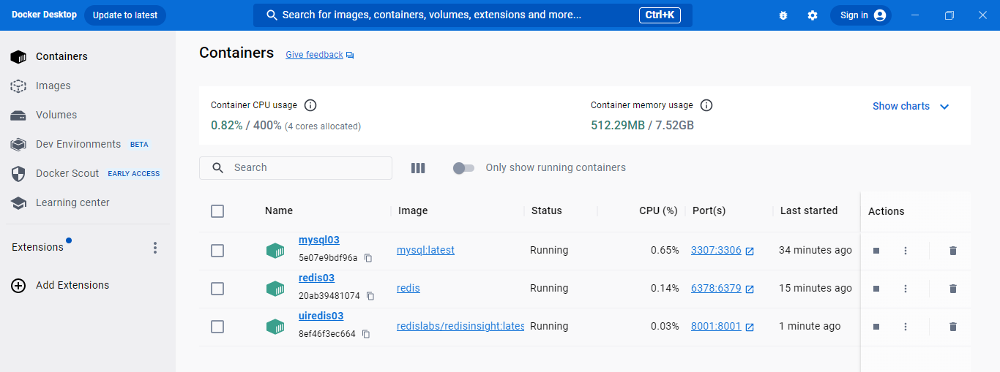 Docker Desktop Update to latest Search for images, containers, volumes, extensions and more... Ctrl+K Sign in
Containers
Images
Volumes
Dev Environments BETA
Docker Scout EARLY ACCESS
Learning center
Extensions
Add Extensions
Containers Give feedback
Container CPU usage
0.82% / 400% (4 cores allocated)
Container memory usage
512.29MB / 7.52GB
Show charts
Search
Only show running containers
Name Image Status CPU (%) Port(s) Last started Actions
mysql03
5e07e9bdf96a
mysql:latest Running 0.65% 3307:3306 34 minutes ago
redis03
20ab39481074
redis Running 0.14% 6378:6379 15 minutes ago
uiredis03
8ef46f3ec664
redislabs/redisinsight:lates Running 0.03% 8001:8001 1 minute ago